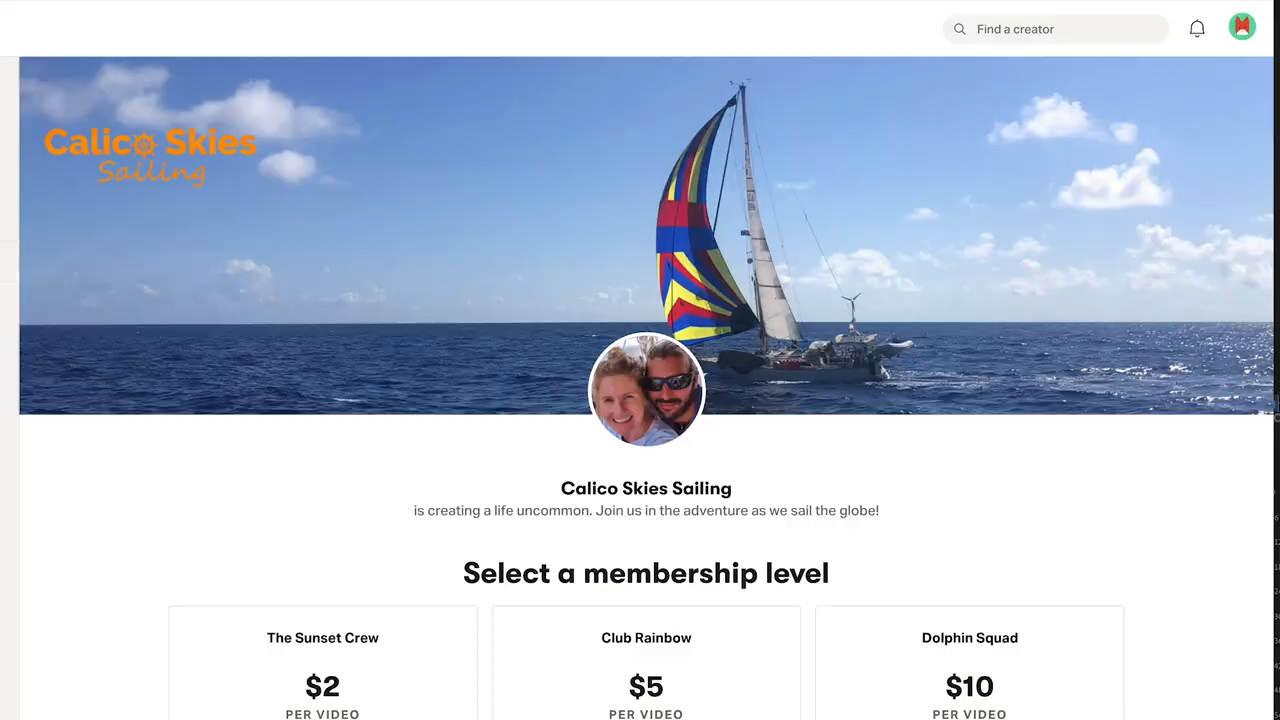 Find a creator
Calico Skies
Sailing
Calico Skies Sailing
is creating a life uncommon. Join us in the adventure as we sail the globe!
Select a membership level
The Sunset Crew
$2
PER VIDEO
Club Rainbow
$5
PER VIDEO
Dolphin Squad
$10
PER VIDEO